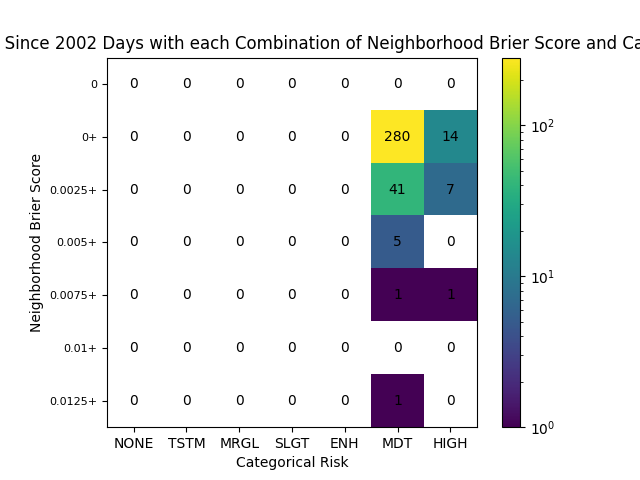 Since 2002 Days with each Combination of Neighborhood Brier Score and Ca
0 0 0 0 0 0 0 0
0+ 0 0 0 0 0 280 14
0.0025+ 0 0 0 0 0 41 7
0.005+ 0 0 0 0 0 5 0
0.0075+ 0 0 0 0 0 1 1
0.01+ 0 0 0 0 0 0 0
0.0125+ 0 0 0 0 0 1 0
NONE TSTM MRGL SLGT ENH MDT HIGH
Categorical Risk
Neighborhood Brier Score
10²
10¹
10⁰